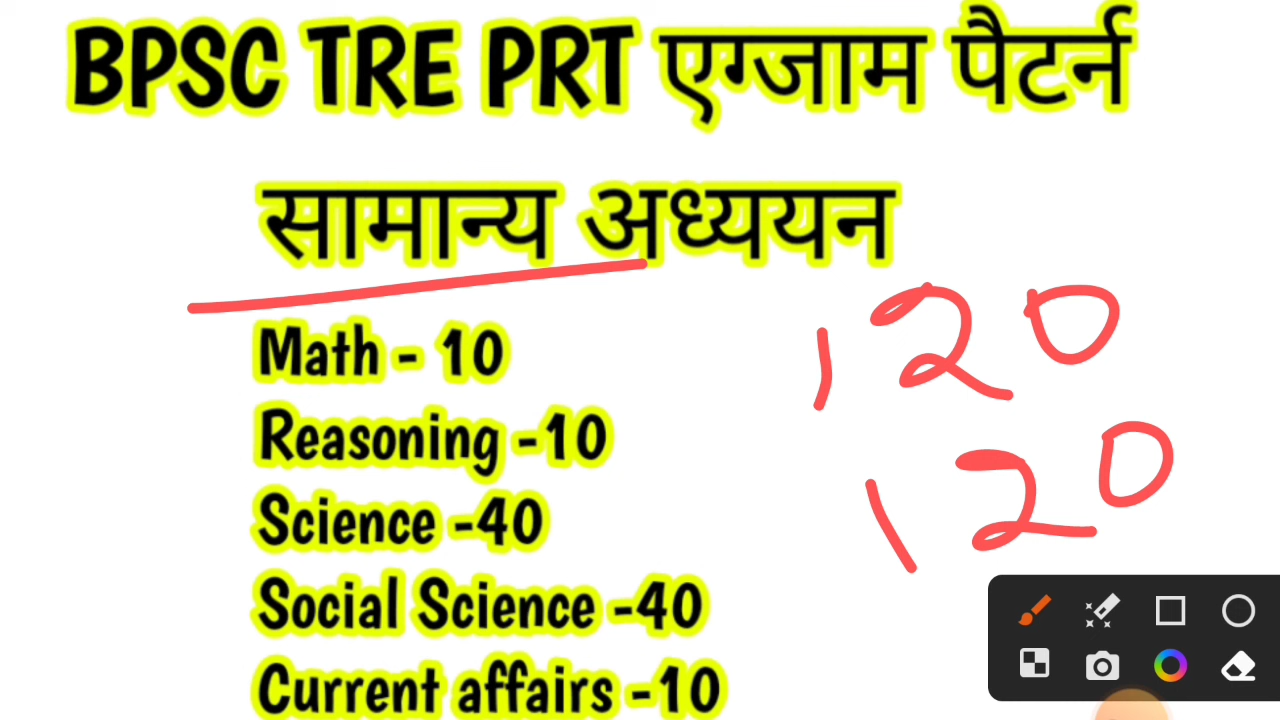 BPSC TRE PRT एग्जाम पैटर्न
सामान्य अध्ययन
Math - 10
120
Reasoning -10
Science -40
120
Social Science -40
Current affairs -10